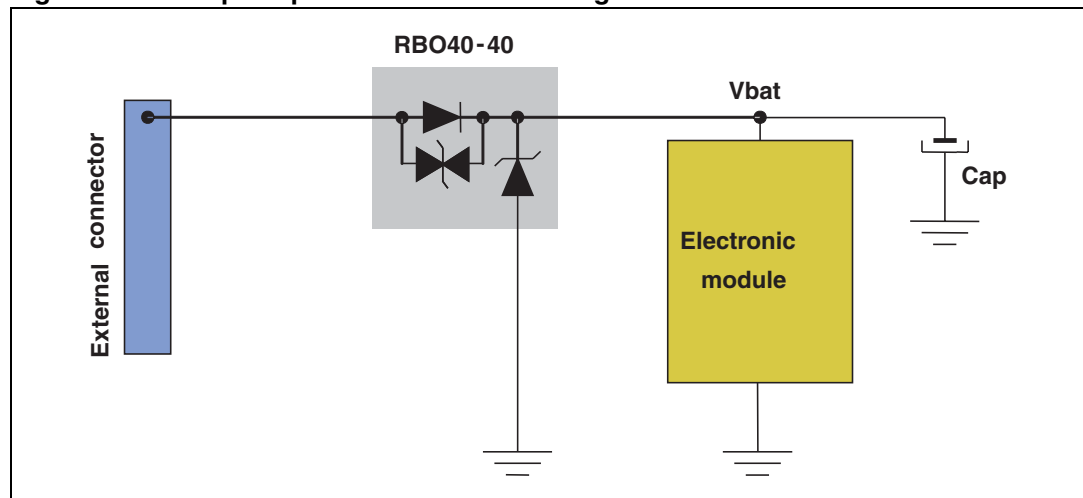 RBO40-40
Vbat
External connector
Cap
Electronic
module